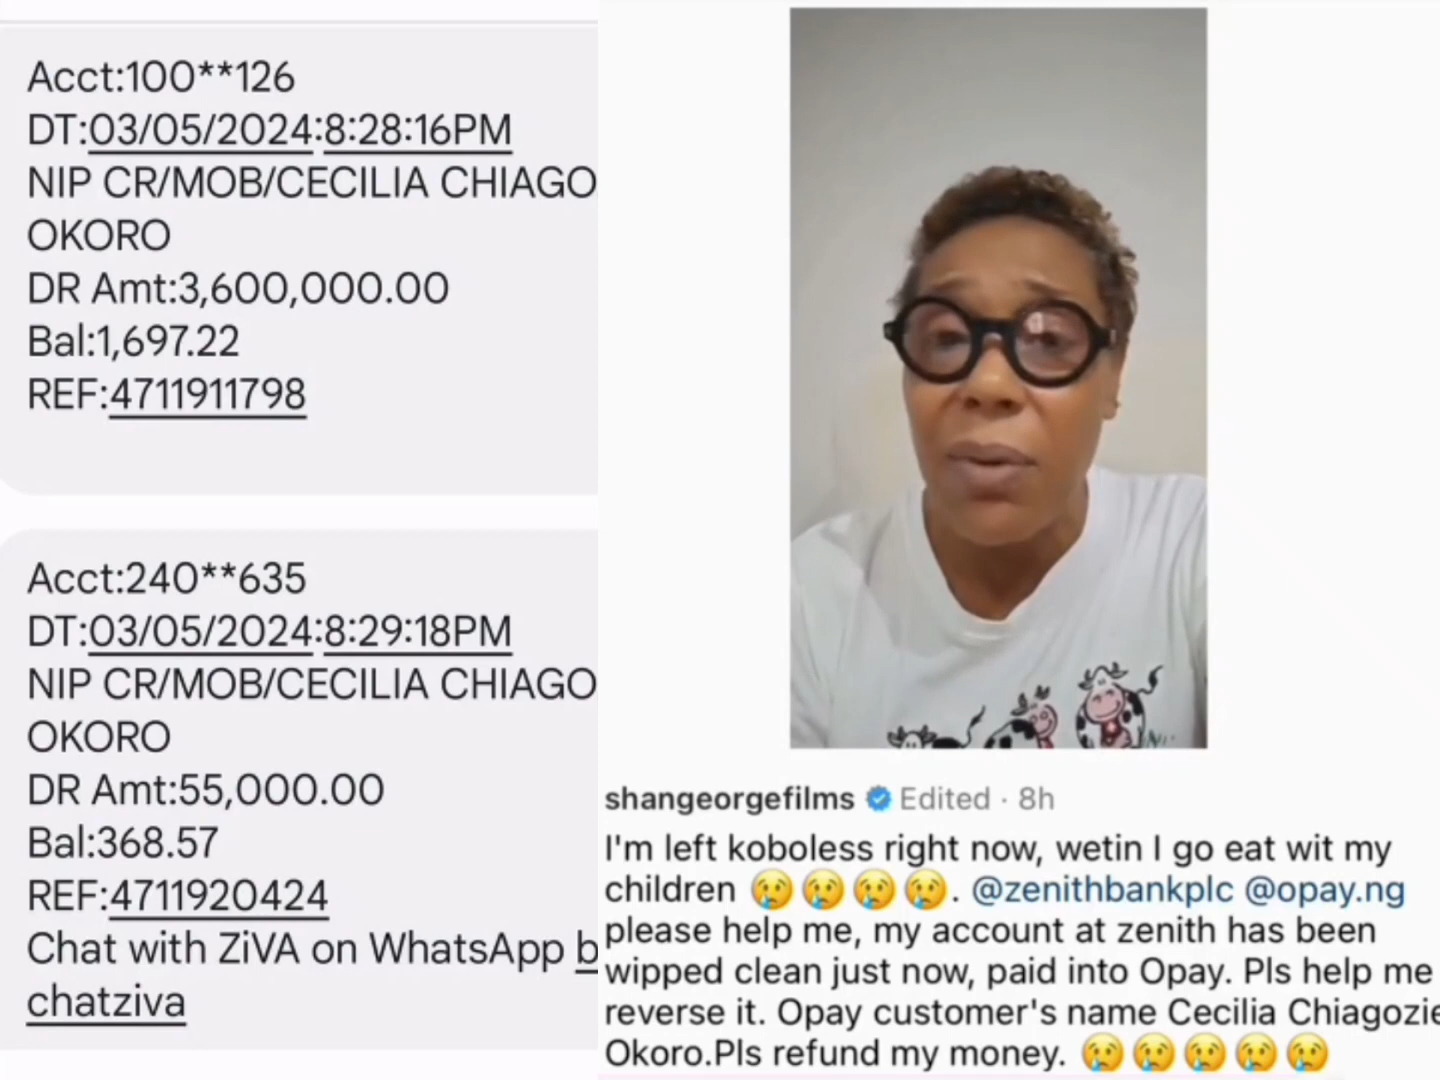 Acct:100**126
DT:03/05/2024:8:28:16PM
NIP CR/MOB/CECILIA CHIAGO
OKORO
DR Amt:3,600,000.00
Bal:1,697.22
REF:4711911798
Acct:240**635
DT:03/05/2024:8:29:18PM
NIP CR/MOB/CECILIA CHIAGO
OKORO
DR Amt:55,000.00
Bal:368.57
REF:4711920424
Chat with ZiVA on WhatsApp b
chatziva
shangeorgefilms Edited · 8h
I'm left koboless right now, wetin I go eat wit my
children 😢😢😢😢. @zenithbankplc @opay.ng
please help me, my account at zenith has been
wipped clean just now, paid into Opay. Pls help me
reverse it. Opay customer's name Cecilia Chiagozie
Okoro.Pls refund my money. 😢😢😢😢😢